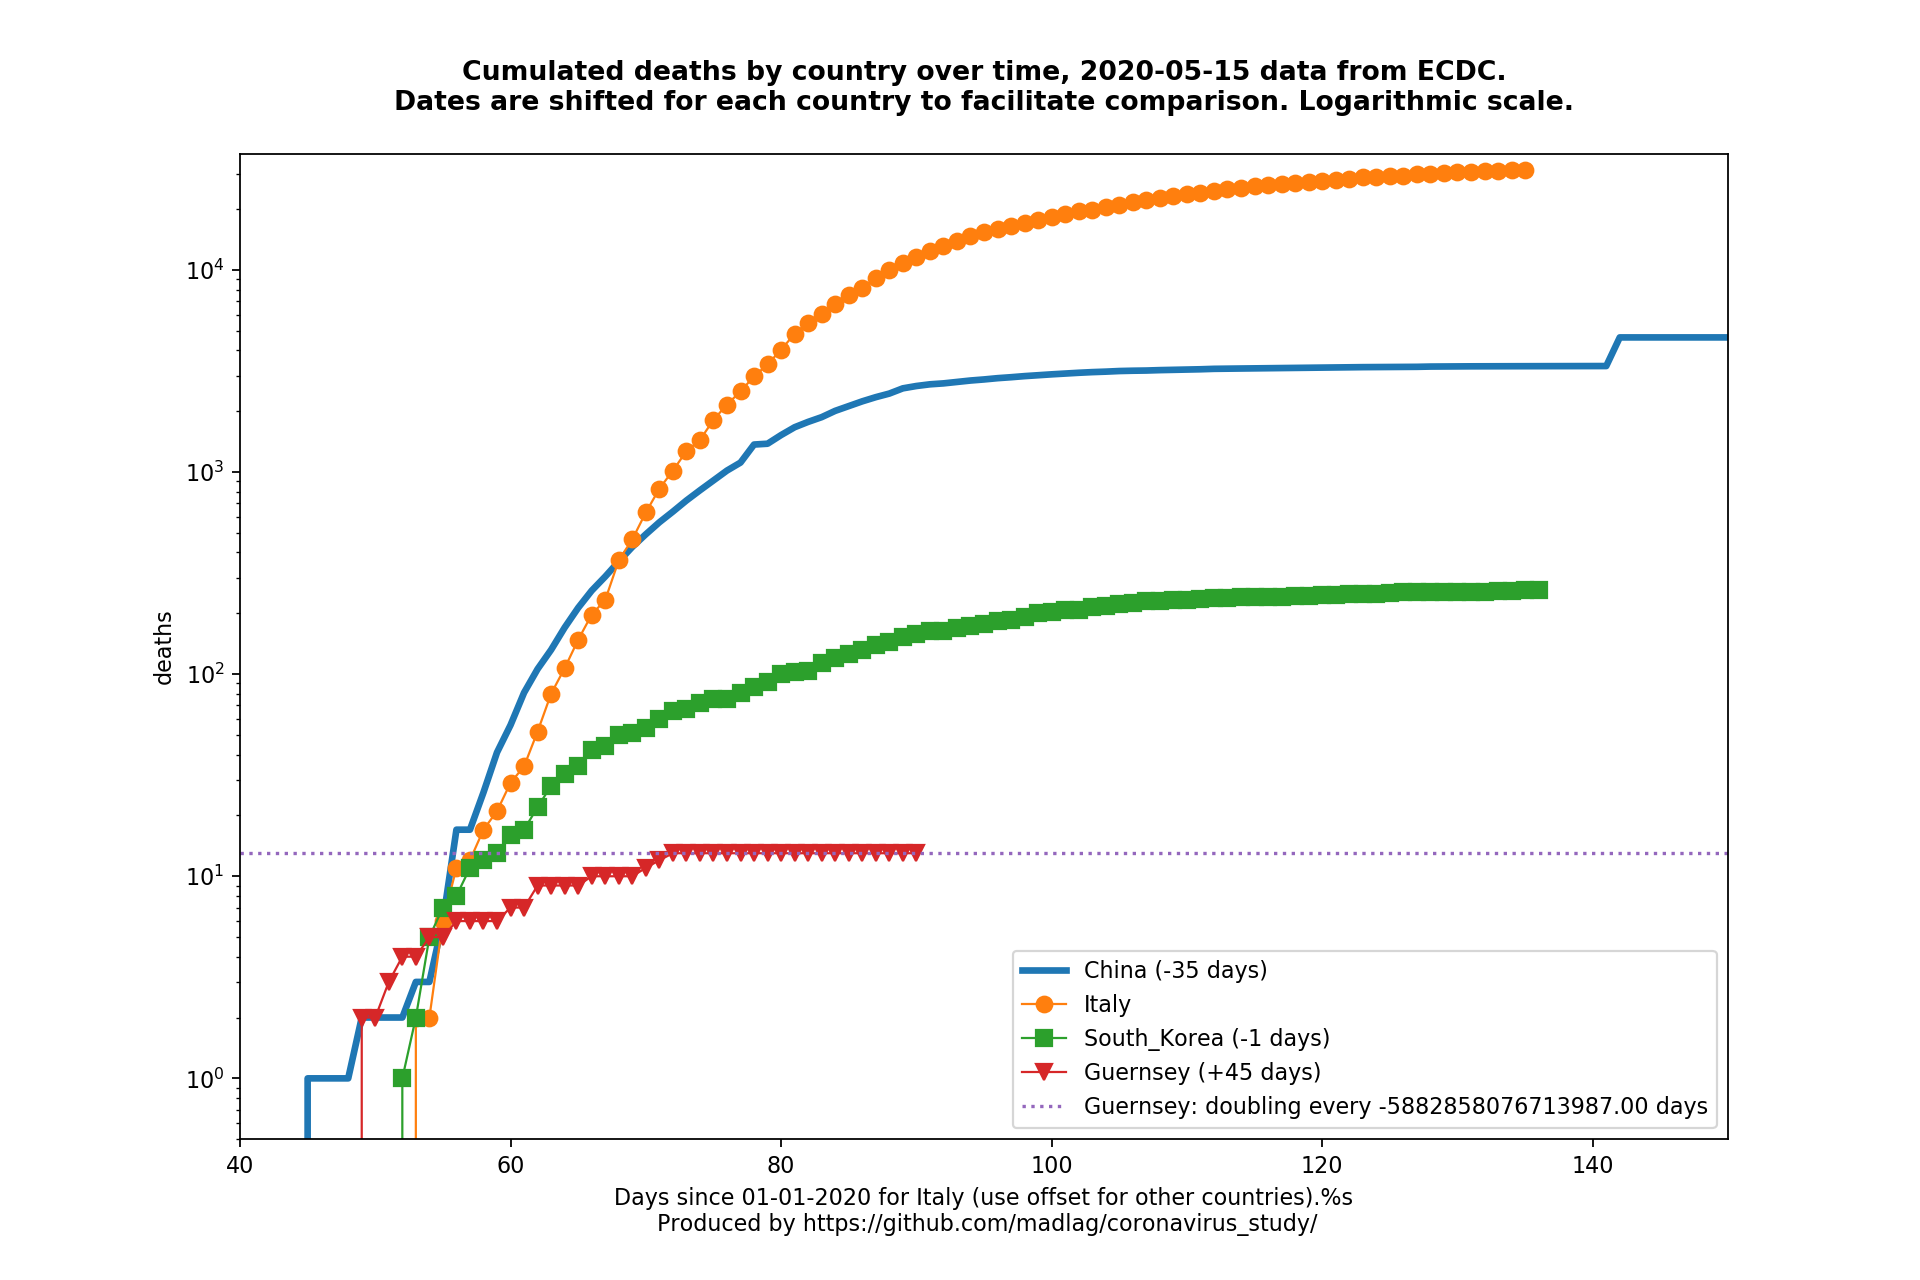 Cumulated deaths by country over time, 2020-05-15 data from ECDC.
Dates are shifted for each country to facilitate comparison. Logarithmic scale.
deaths
10^4
10^3
10^2
10^1
10^0
40 60 80 100 120 140
China (-35 days)
Italy
South_Korea (-1 days)
Guernsey (+45 days)
Guernsey: doubling every -5882858076713987.00 days
Days since 01-01-2020 for Italy (use offset for other countries).%s
Produced by https://github.com/madlag/coronavirus_study/